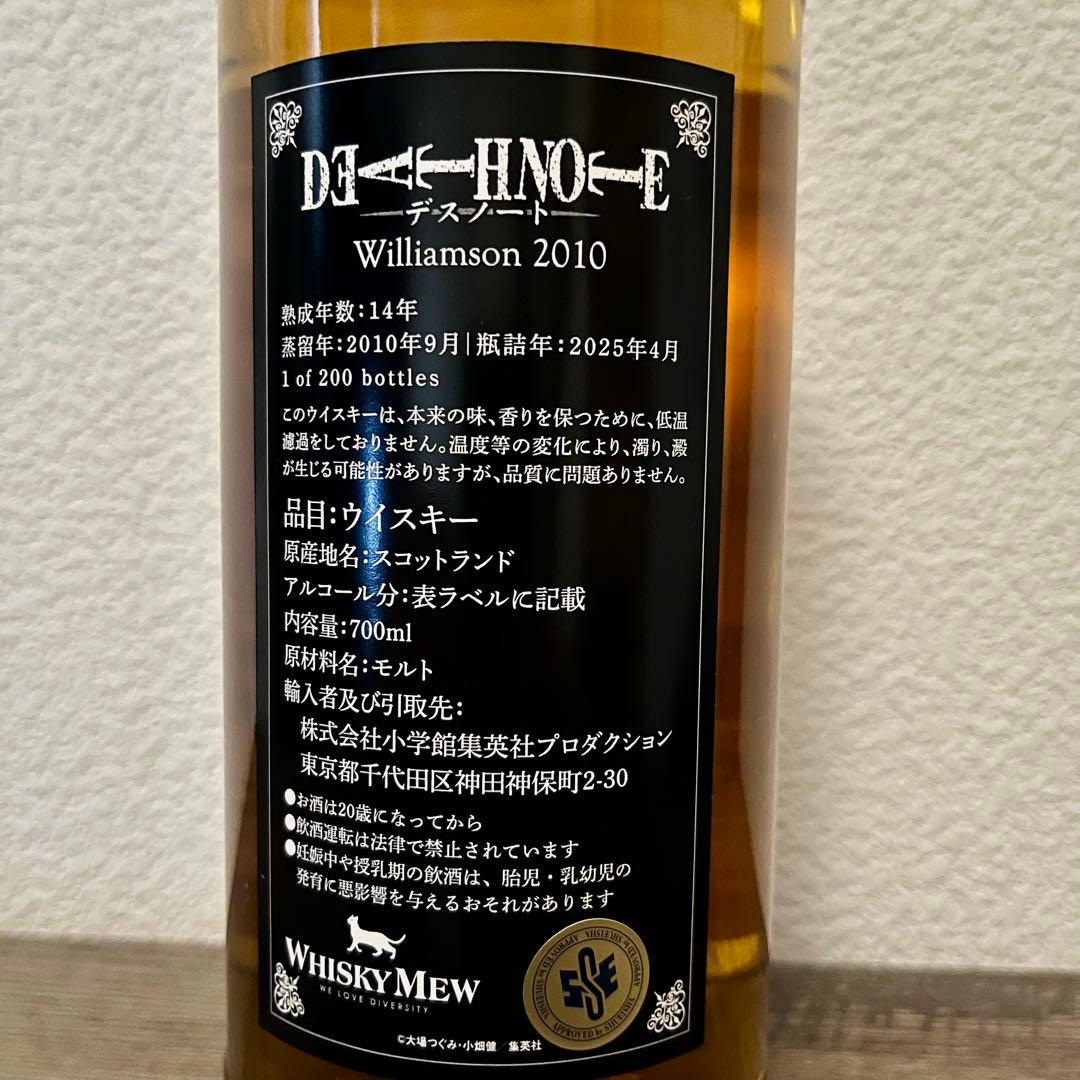 DEATHNOTE
デスノート
Williamson 2010
熟成年数:14年
蒸留年:2010年9月|瓶詰年:2025年4月
1 of 200 bottles
このウイスキーは、本来の味、香りを保つために、低温
濾過をしておりません。温度等の変化により、濁り、澱
が生じる可能性がありますが、品質に問題ありません。
品目:ウイスキー
原産地名:スコットランド
アルコール分:表ラベルに記載
内容量:700ml
原材料名:モルト
輸入者及び引取先:
株式会社小学館集英社プロダクション
東京都千代田区神田神保町2-30
●お酒は20歳になってから
●飲酒運転は法律で禁止されています
●妊娠中や授乳期の飲酒は、胎児・乳幼児の
発育に悪影響を与えるおそれがあります
WHISKY MEW
WE LOVE DIVERSITY
APPROVED by SHUEISHA
APPROVED by SHUEISHA
APPROVED by SHUEISHA
©大場つぐみ・小畑健／集英社